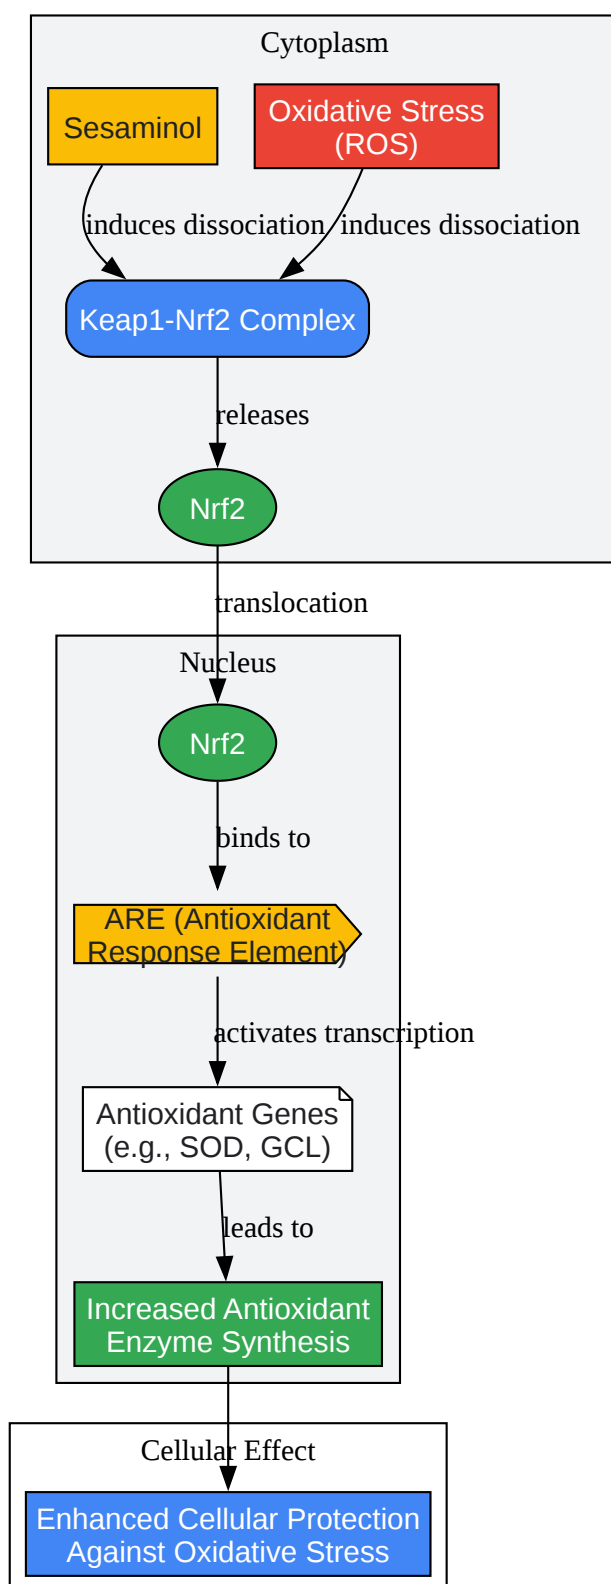 Cytoplasm
Sesaminol
Oxidative Stress
(ROS)
induces dissociation
induces dissociation
Keap1-Nrf2 Complex
releases
Nrf2
translocation
Nucleus
Nrf2
binds to
ARE (Antioxidant
Response Element)
activates transcription
Antioxidant Genes
(e.g., SOD, GCL)
leads to
Increased Antioxidant
Enzyme Synthesis
Cellular Effect
Enhanced Cellular Protection
Against Oxidative Stress